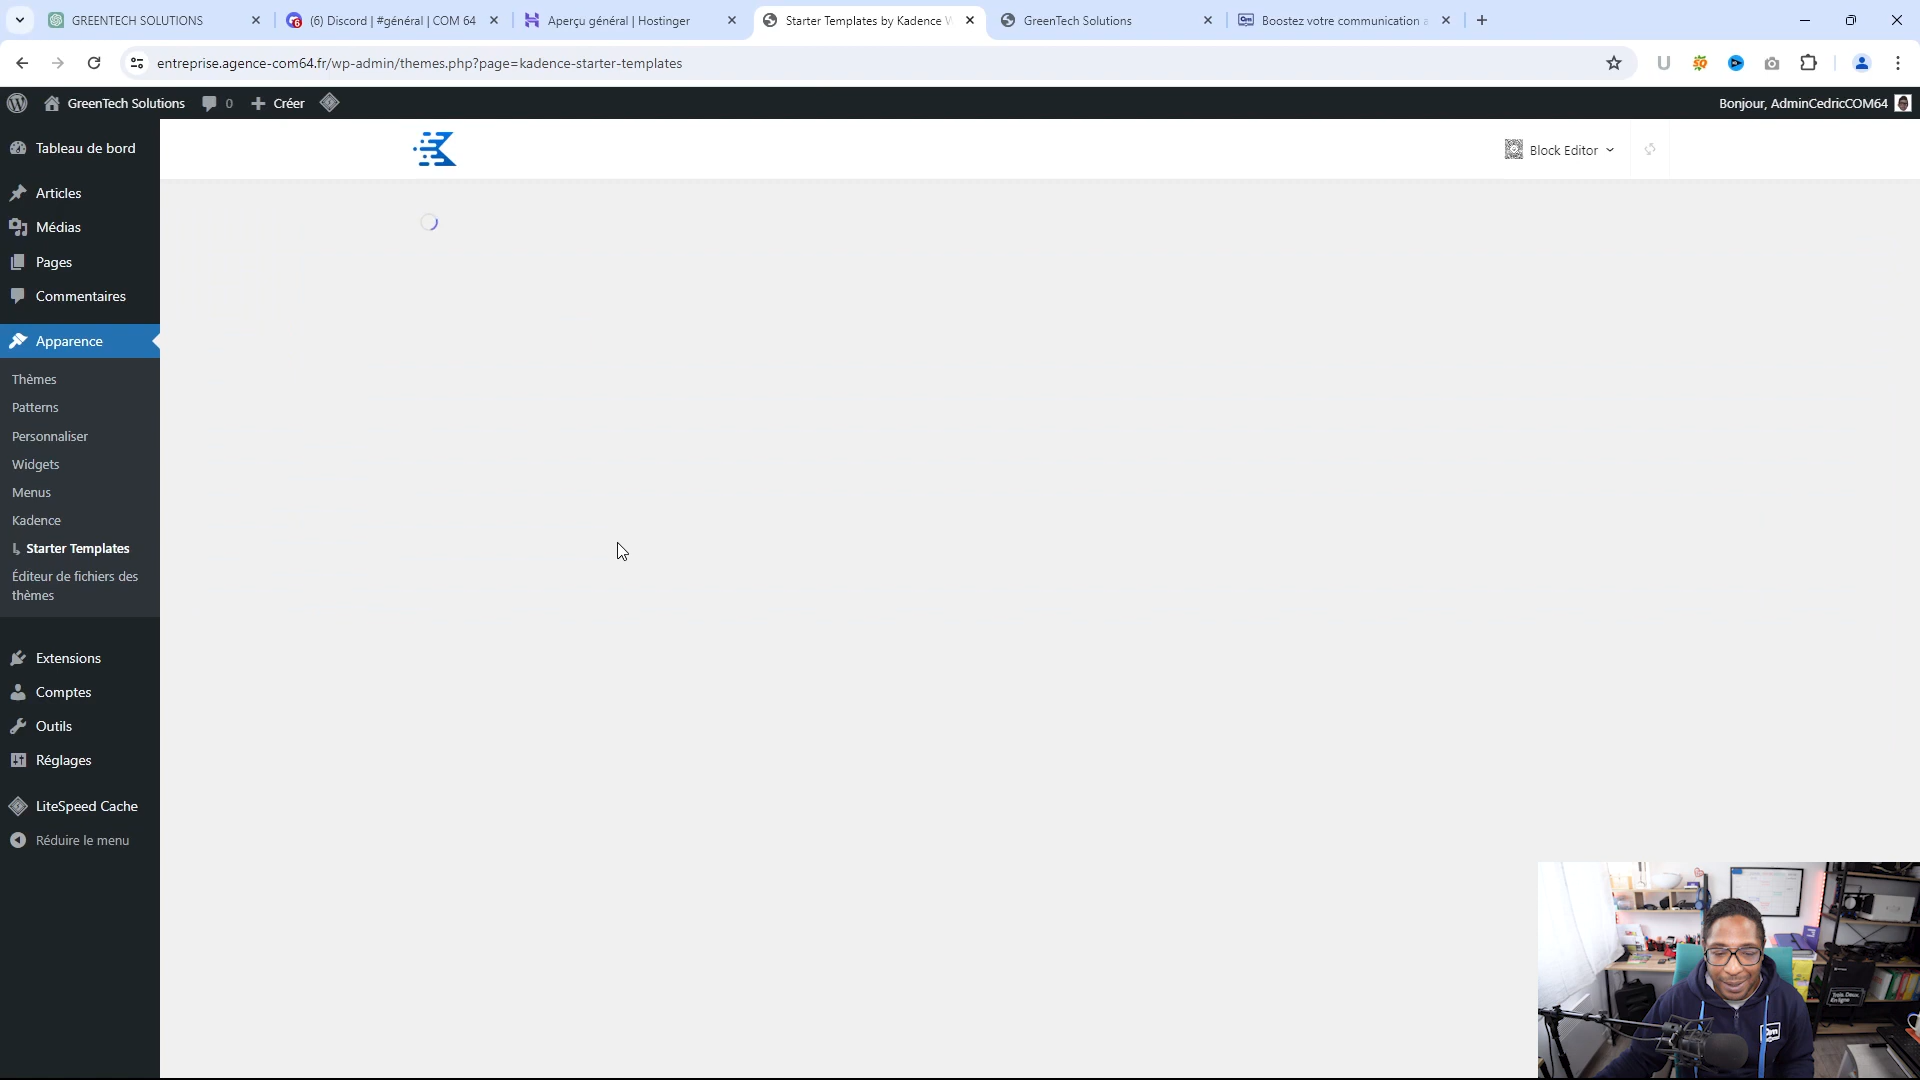 GREENTECH SOLUTIONS
(6) Discord | #général | COM 64
Aperçu général | Hostinger
Starter Templates by Kadence W
GreenTech Solutions
Boostez votre communication a
entreprise.agence-com64.fr/wp-admin/themes.php?page=kadence-starter-templates
GreenTech Solutions
0
Créer
Bonjour, AdminCedricCOM64
Block Editor
Tableau de bord
Articles
Médias
Pages
Commentaires
Apparence
Thèmes
Patterns
Personnaliser
Widgets
Menus
Kadence
Starter Templates
Éditeur de fichiers des
thèmes
Extensions
Comptes
Outils
Réglages
LiteSpeed Cache
Réduire le menu